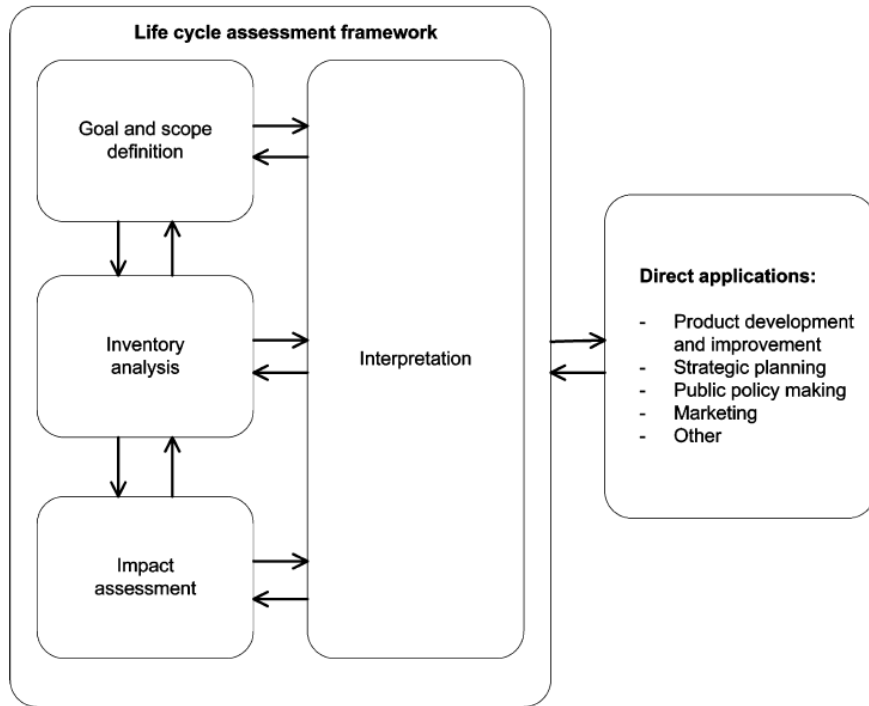 Life cycle assessment framework
Goal and scope
definition
Inventory
analysis
Impact
assessment
Interpretation
Direct applications:
- Product development
and improvement
- Strategic planning
- Public policy making
- Marketing
- Other